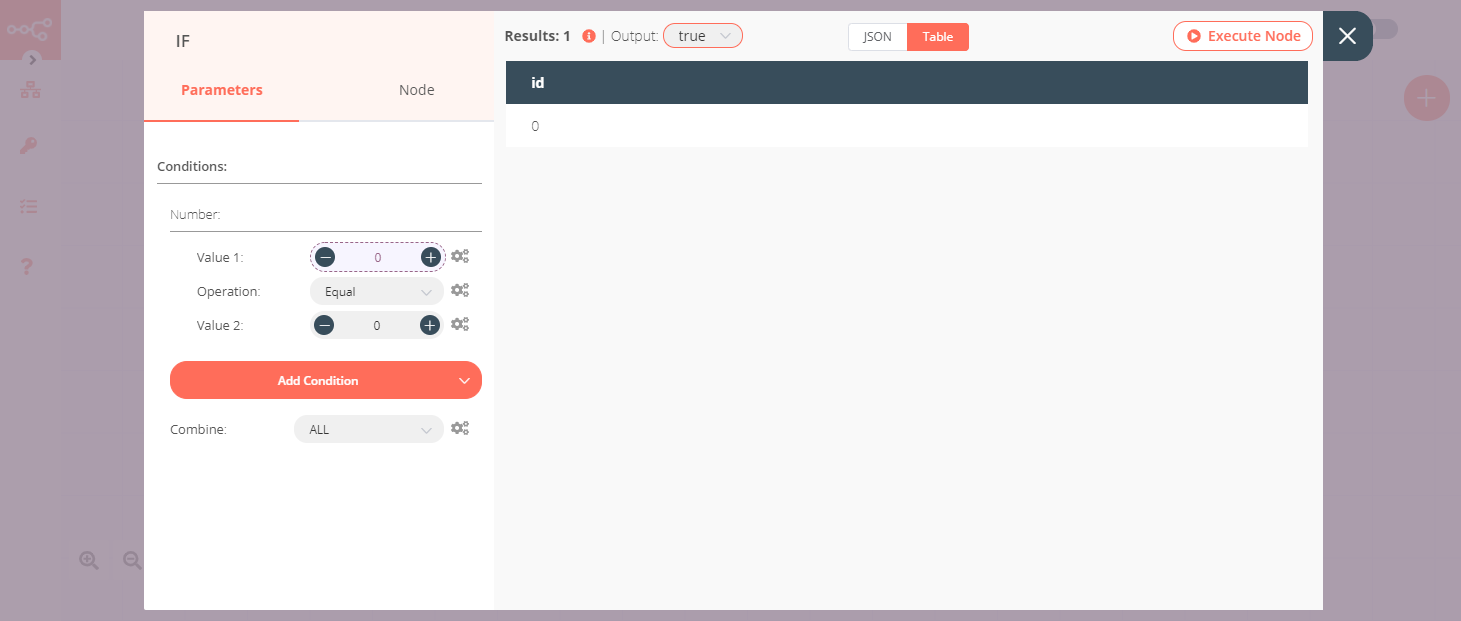 IF
Parameters
Node
Conditions:
Number:
Value 1:
0
Operation:
Equal
Value 2:
0
Add Condition
Combine:
ALL
Results: 1 | Output: true
JSON
Table
Execute Node
id
0